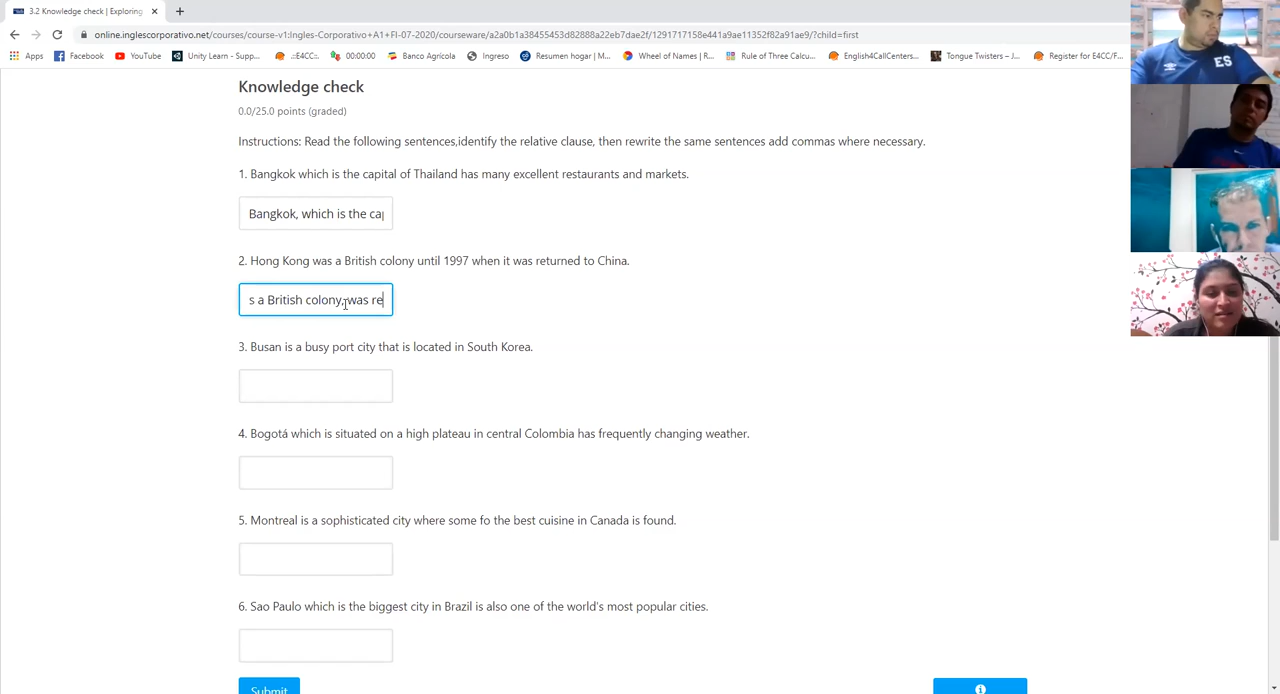 3.2 Knowledge check | Exploring
online.inglescorporativo.net/courses/course-v1:Ingles-Corporativo+A1+FI-07-2020/courseware/a2a0b1a38455453d82888a22eb7dae2f/1291717158e441a9ae11352f82a91ae9/?child=first
Apps Facebook YouTube Unity Learn - Supp... .::E4CC:. 00:00:00 Banco Agrícola Ingreso Resumen hogar | M... Wheel of Names | R... Rule of Three Calcu... English4CallCenters... Tongue Twisters – J... Register for E4CC/F...
ES
Knowledge check
0.0/25.0 points (graded)
Instructions: Read the following sentences,identify the relative clause, then rewrite the same sentences add commas where necessary.
1. Bangkok which is the capital of Thailand has many excellent restaurants and markets.
Bangkok, which is the cap
2. Hong Kong was a British colony until 1997 when it was returned to China.
s a British colony, was re
3. Busan is a busy port city that is located in South Korea.
4. Bogotá which is situated on a high plateau in central Colombia has frequently changing weather.
5. Montreal is a sophisticated city where some fo the best cuisine in Canada is found.
6. Sao Paulo which is the biggest city in Brazil is also one of the world's most popular cities.
Submit